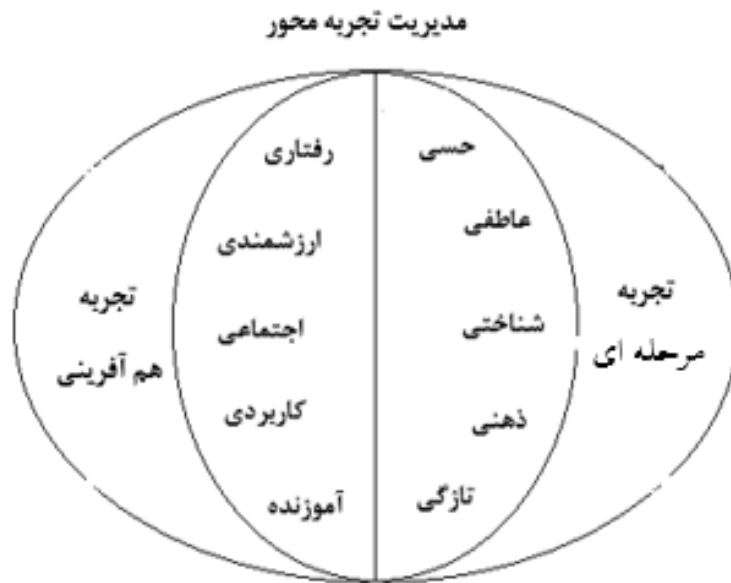 مدیریت تجربه محور
حسی
عاطفی
شناختی
ذهنی
تازگی
رفتاری
ارزشمندی
اجتماعی
کاربردی
آموزنده
تجربه
مرحله ای
تجربه
هم آفرینی